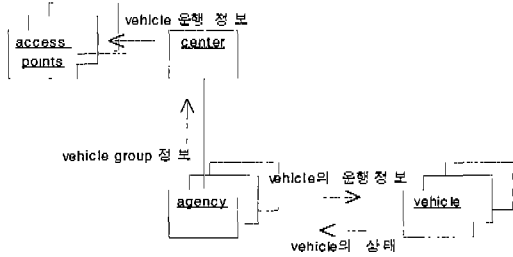 vehicle 운행 정보
access
points
center
vehicle group 정보
vehicle의 운행정보
agency
vehicle
vehicle의 상태